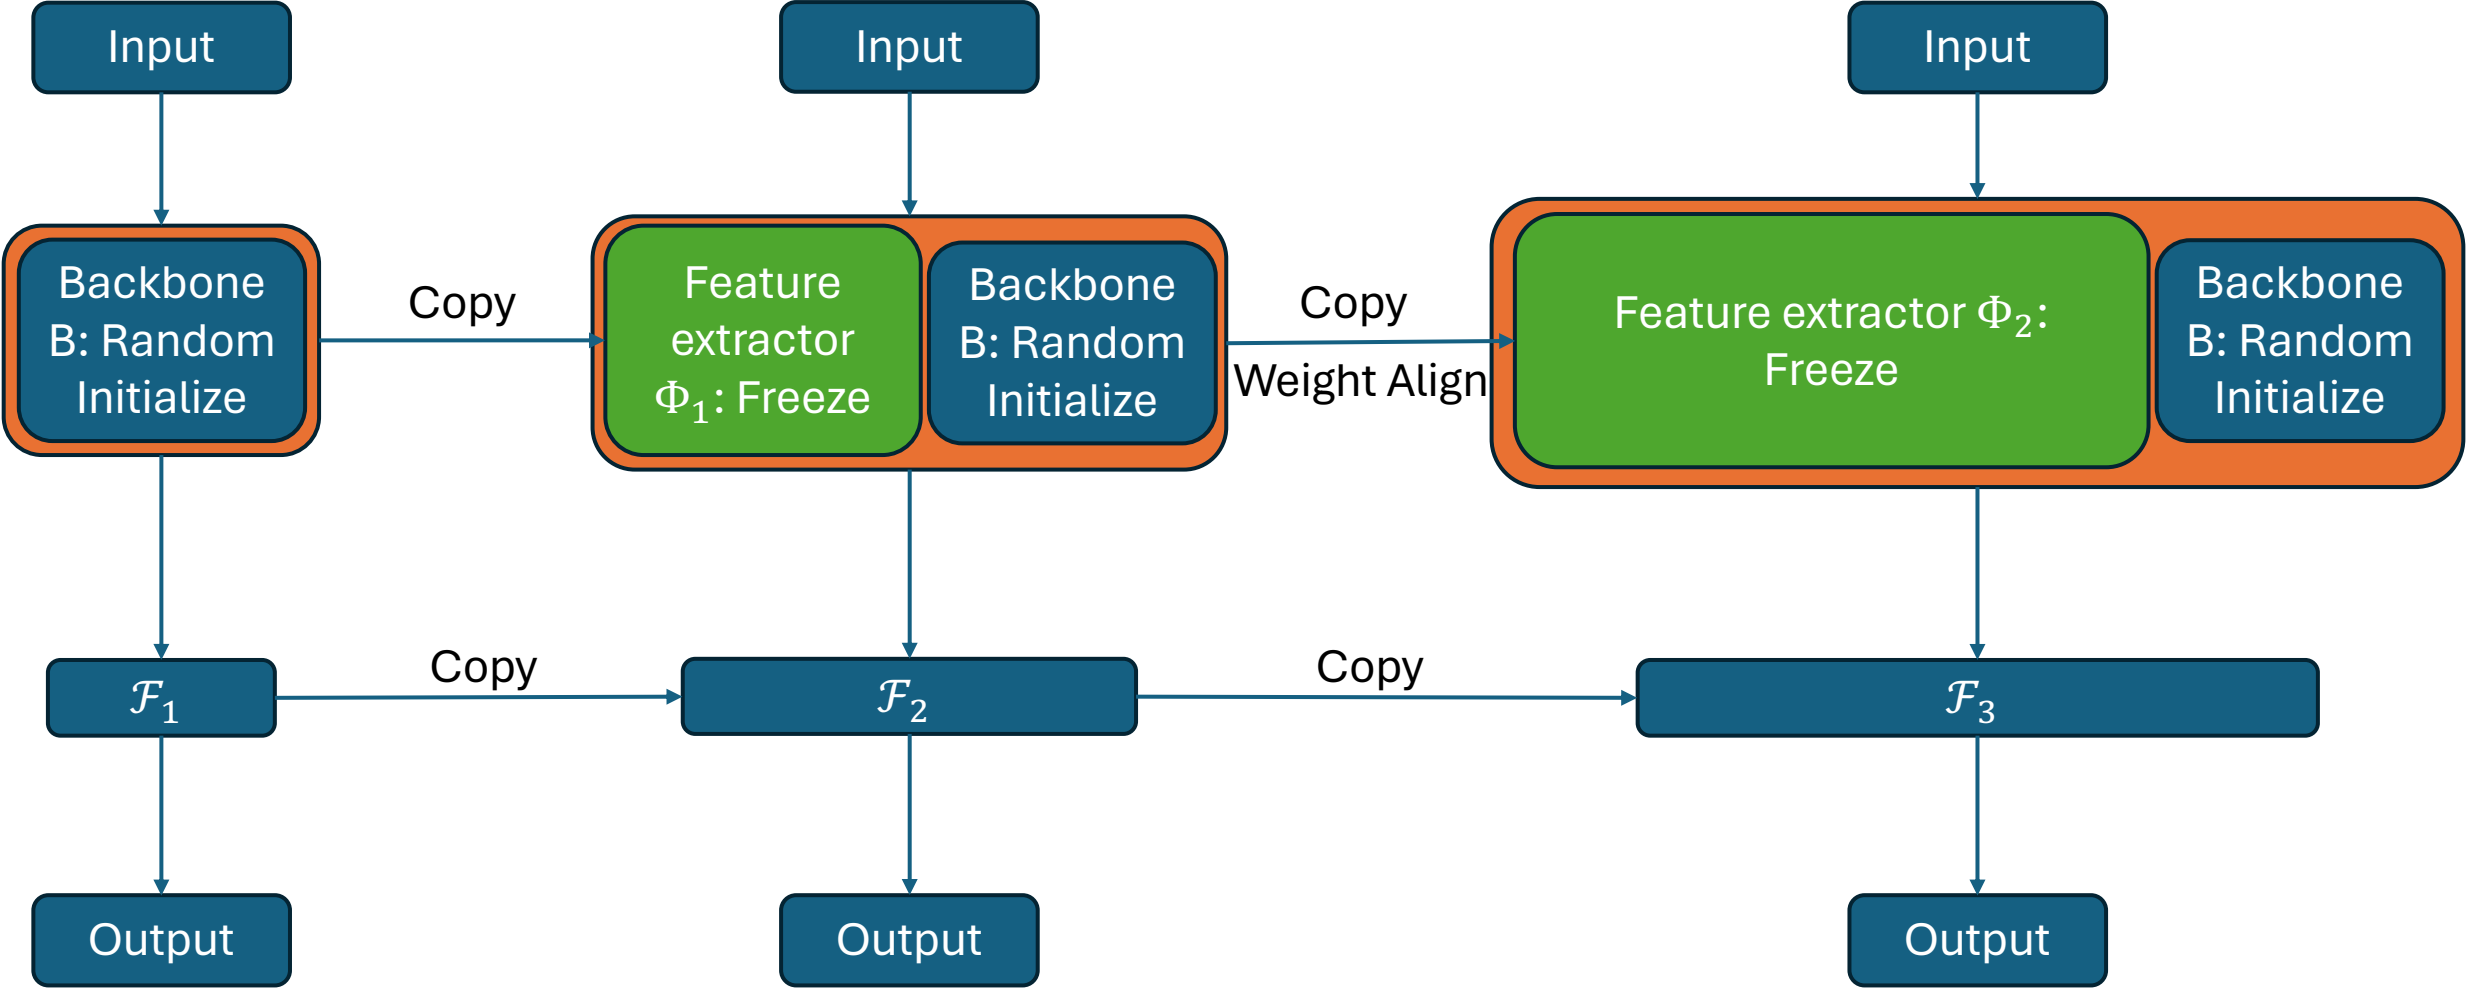 Input
Input
Input
Backbone
B: Random
Initialize
Copy
Feature
extractor
Φ₁: Freeze
Backbone
B: Random
Initialize
Copy
Weight Align
Feature extractor Φ₂:
Freeze
Backbone
B: Random
Initialize
ℱ₁
Copy
ℱ₂
Copy
ℱ₃
Output
Output
Output